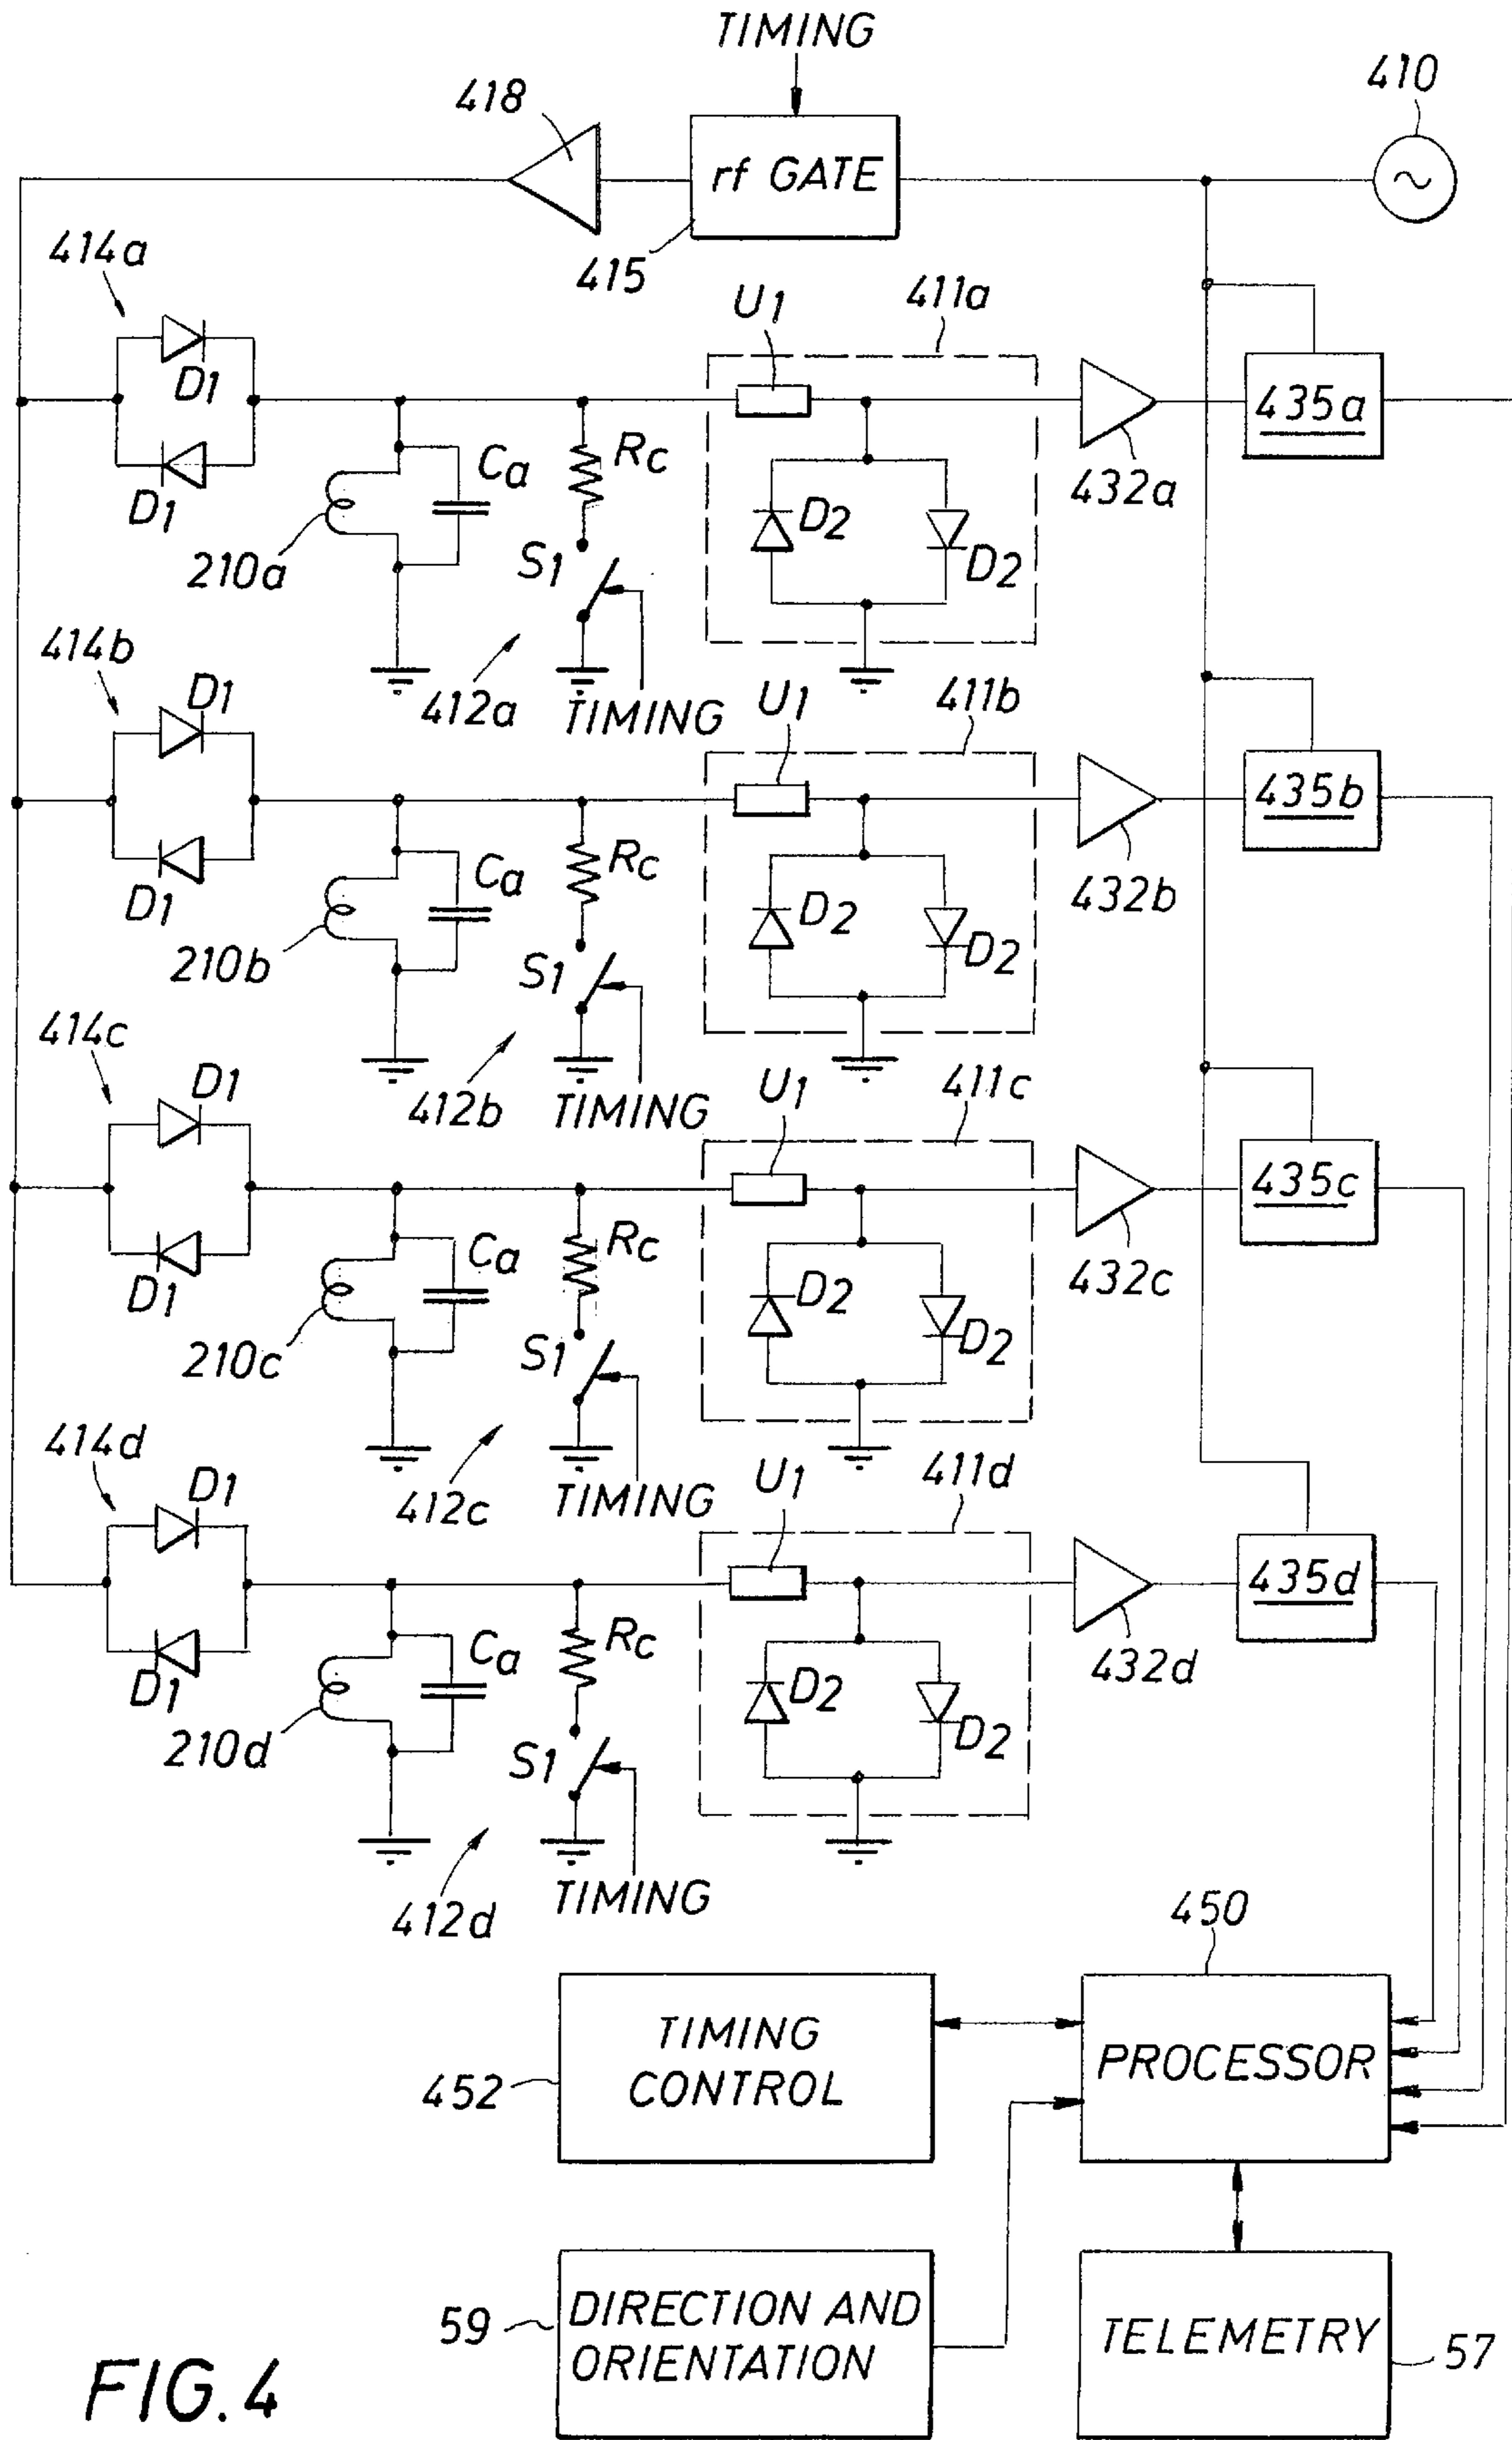 TIMING
418
410
rf GATE
~
414a
415
U1
411a
D1
435a
Rc
Ca
D1
D2
432a
210a
S1
D2
414b
D1
412a
TIMING
U1
411b
435b
D1
Ca
Rc
D2
432b
210b
S1
D2
414c
D1
412b
TIMING
U1
411c
435c
D1
Ca
Rc
D2
432c
210c
S1
D2
414d
D1
412c
TIMING
U1
411d
435d
D1
Ca
Rc
D2
432d
210d
S1
D2
412d
TIMING
450
TIMING
CONTROL
PROCESSOR
452
59
DIRECTION AND
ORIENTATION
TELEMETRY
57
FIG. 4